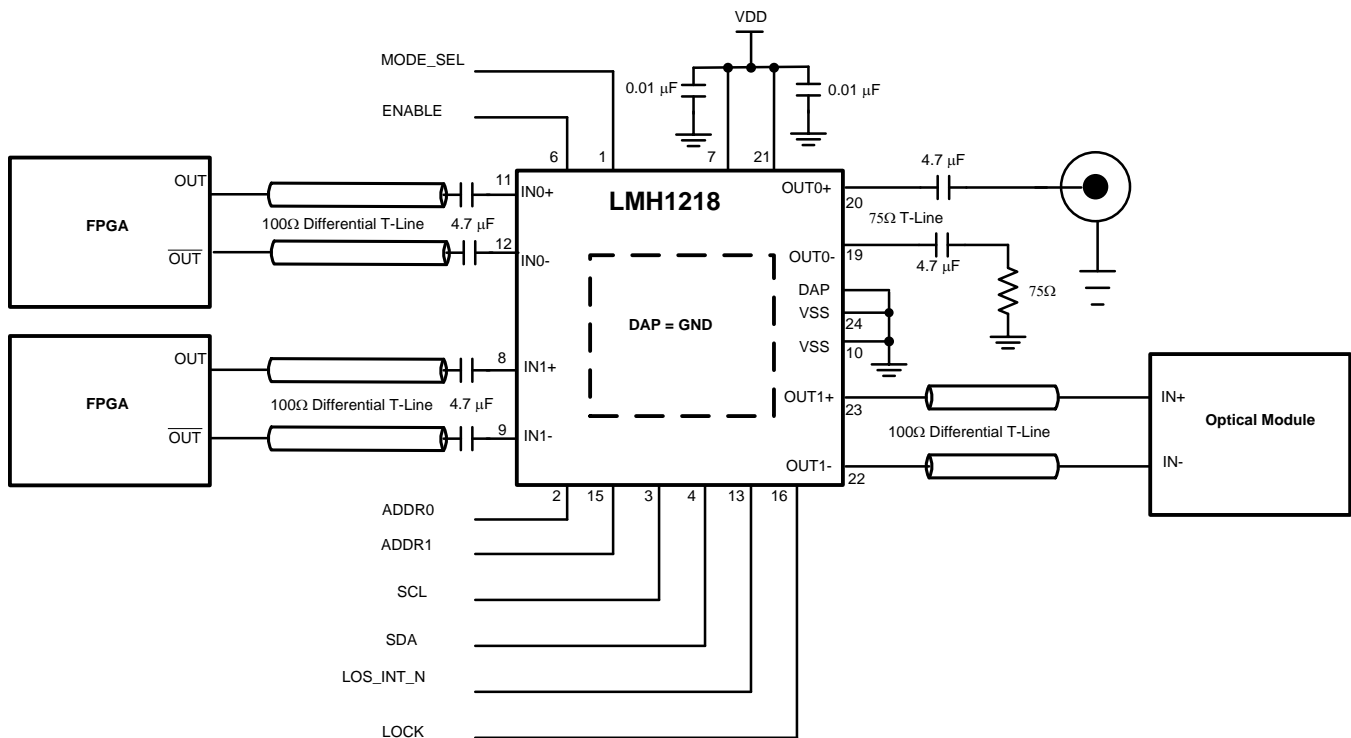 VDD
MODE_SEL
0.01 µF
0.01 µF
ENABLE
6
1
7
21
4.7 µF
OUT
11
IN0+
LMH1218
OUT0+
20
FPGA
100Ω Differential T-Line
4.7 µF
75Ω T-Line
OUT
12
IN0-
OUT0-
19
4.7 µF
DAP
75Ω
VSS
24
DAP = GND
VSS
10
OUT
8
IN1+
FPGA
100Ω Differential T-Line
4.7 µF
OUT1+
23
IN+
Optical Module
OUT
9
IN1-
100Ω Differential T-Line
OUT1-
22
IN-
2
15
3
4
13
16
ADDR0
ADDR1
SCL
SDA
LOS_INT_N
LOCK